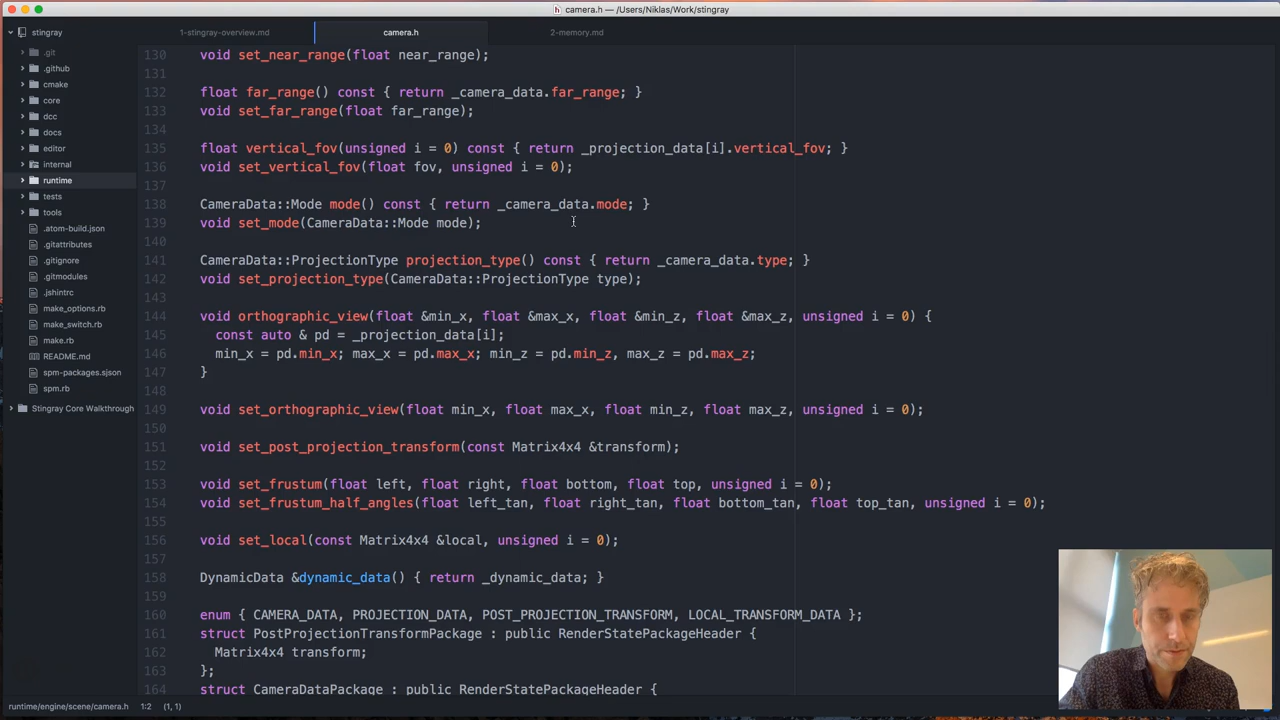 camera.h — /Users/Niklas/Work/stingray
stingray
1-stingray-overview.md
camera.h
2-memory.md
.git
.github
cmake
core
dcc
docs
editor
internal
runtime
tests
tools
.atom-build.json
.gitattributes
.gitignore
.gitmodules
.jshintrc
make_options.rb
make_switch.rb
make.rb
README.md
spm-packages.sjson
spm.rb
Stingray Core Walkthrough
130 void set_near_range(float near_range);
131
132 float far_range() const { return _camera_data.far_range; }
133 void set_far_range(float far_range);
134
135 float vertical_fov(unsigned i = 0) const { return _projection_data[i].vertical_fov; }
136 void set_vertical_fov(float fov, unsigned i = 0);
137
138 CameraData::Mode mode() const { return _camera_data.mode; }
139 void set_mode(CameraData::Mode mode);
140
141 CameraData::ProjectionType projection_type() const { return _camera_data.type; }
142 void set_projection_type(CameraData::ProjectionType type);
143
144 void orthographic_view(float &min_x, float &max_x, float &min_z, float &max_z, unsigned i = 0) {
145 const auto & pd = _projection_data[i];
146 min_x = pd.min_x; max_x = pd.max_x; min_z = pd.min_z, max_z = pd.max_z;
147 }
148
149 void set_orthographic_view(float min_x, float max_x, float min_z, float max_z, unsigned i = 0);
150
151 void set_post_projection_transform(const Matrix4x4 &transform);
152
153 void set_frustum(float left, float right, float bottom, float top, unsigned i = 0);
154 void set_frustum_half_angles(float left_tan, float right_tan, float bottom_tan, float top_tan, unsigned i = 0);
155
156 void set_local(const Matrix4x4 &local, unsigned i = 0);
157
158 DynamicData &dynamic_data() { return _dynamic_data; }
159
160 enum { CAMERA_DATA, PROJECTION_DATA, POST_PROJECTION_TRANSFORM, LOCAL_TRANSFORM_DATA };
161 struct PostProjectionTransformPackage : public RenderStatePackageHeader {
162 Matrix4x4 transform;
163 };
164 struct CameraDataPackage : public RenderStatePackageHeader {
runtime/engine/scene/camera.h 1:2 (1, 1)